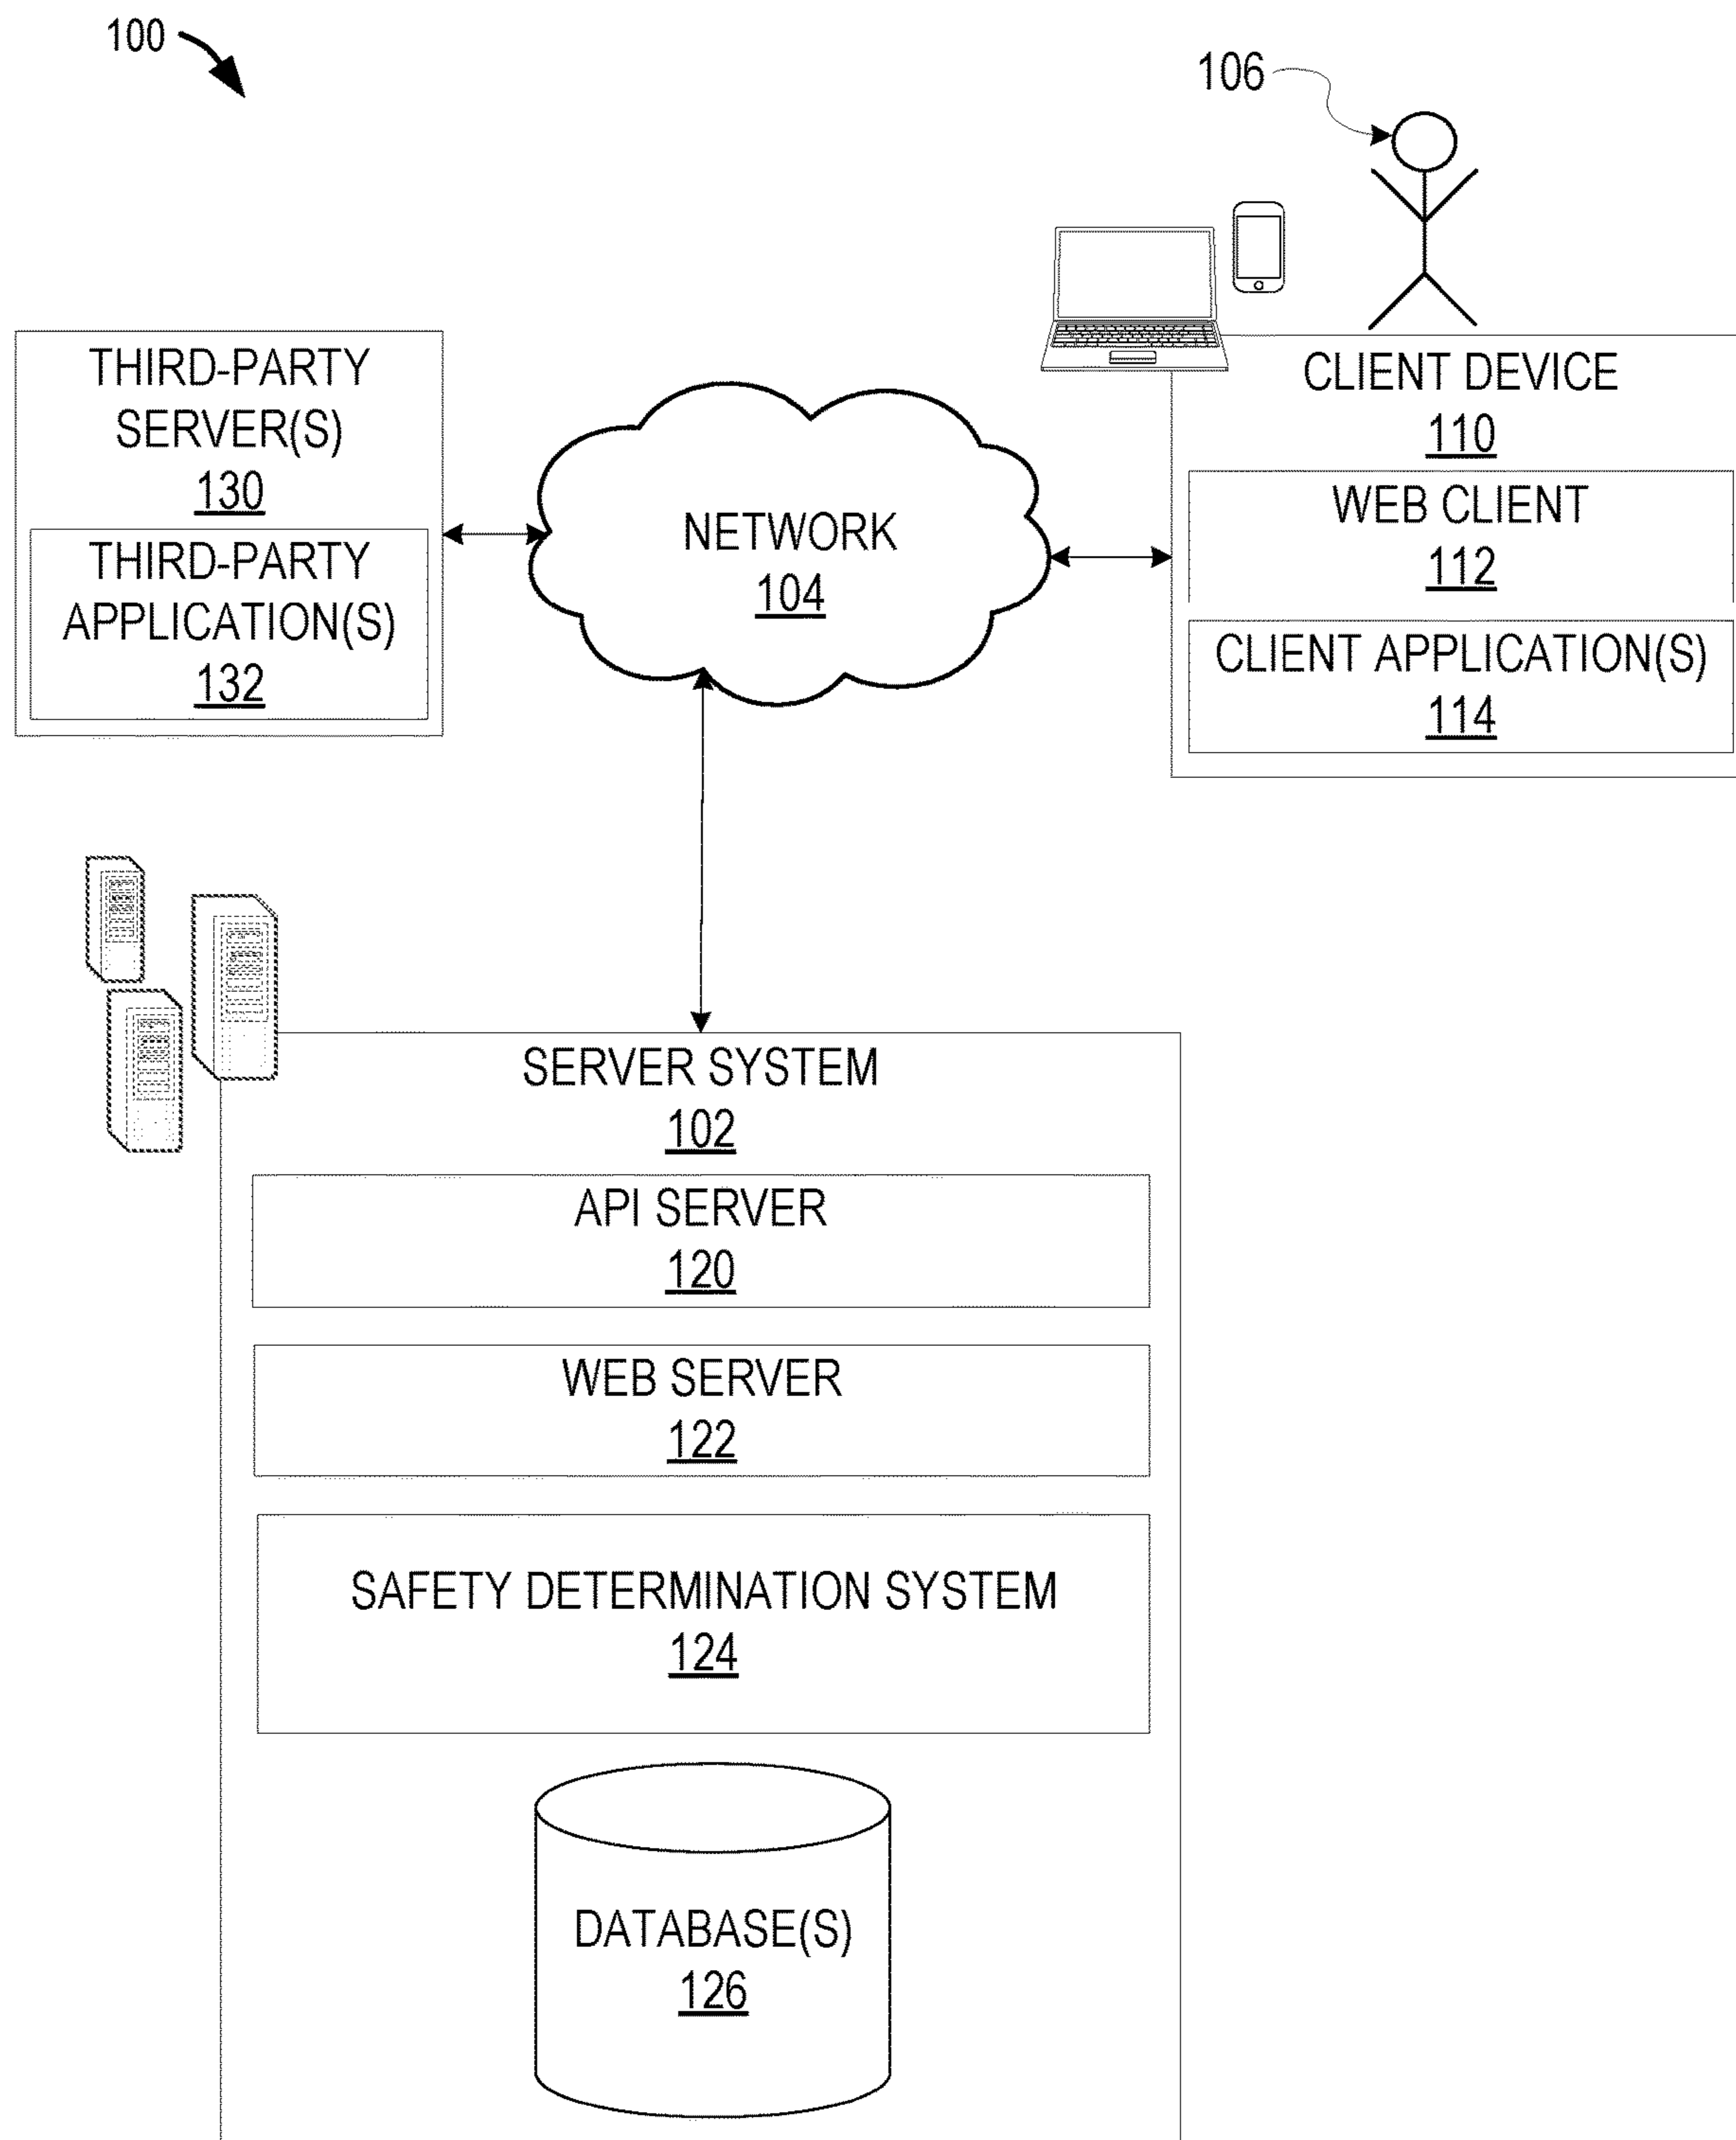 100
106
THIRD-PARTY
SERVER(S)
130
THIRD-PARTY
APPLICATION(S)
132
NETWORK
104
CLIENT DEVICE
110
WEB CLIENT
112
CLIENT APPLICATION(S)
114
SERVER SYSTEM
102
API SERVER
120
WEB SERVER
122
SAFETY DETERMINATION SYSTEM
124
DATABASE(S)
126